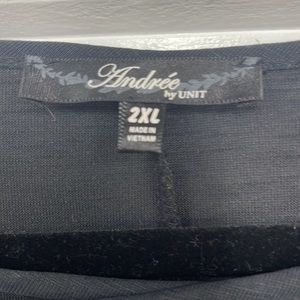 Andrée
by UNIT
2XL
MADE IN
VIETNAM